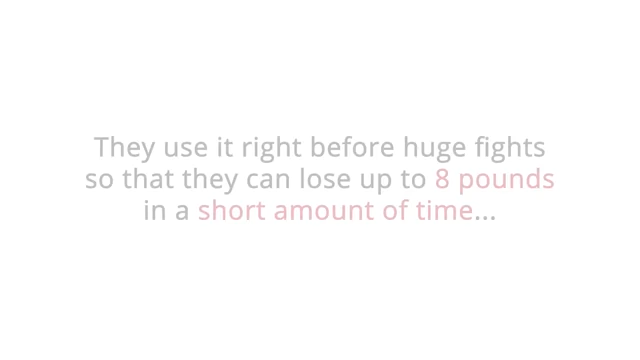 They use it right before huge fights
so that they can lose up to 8 pounds
in a short amount of time...